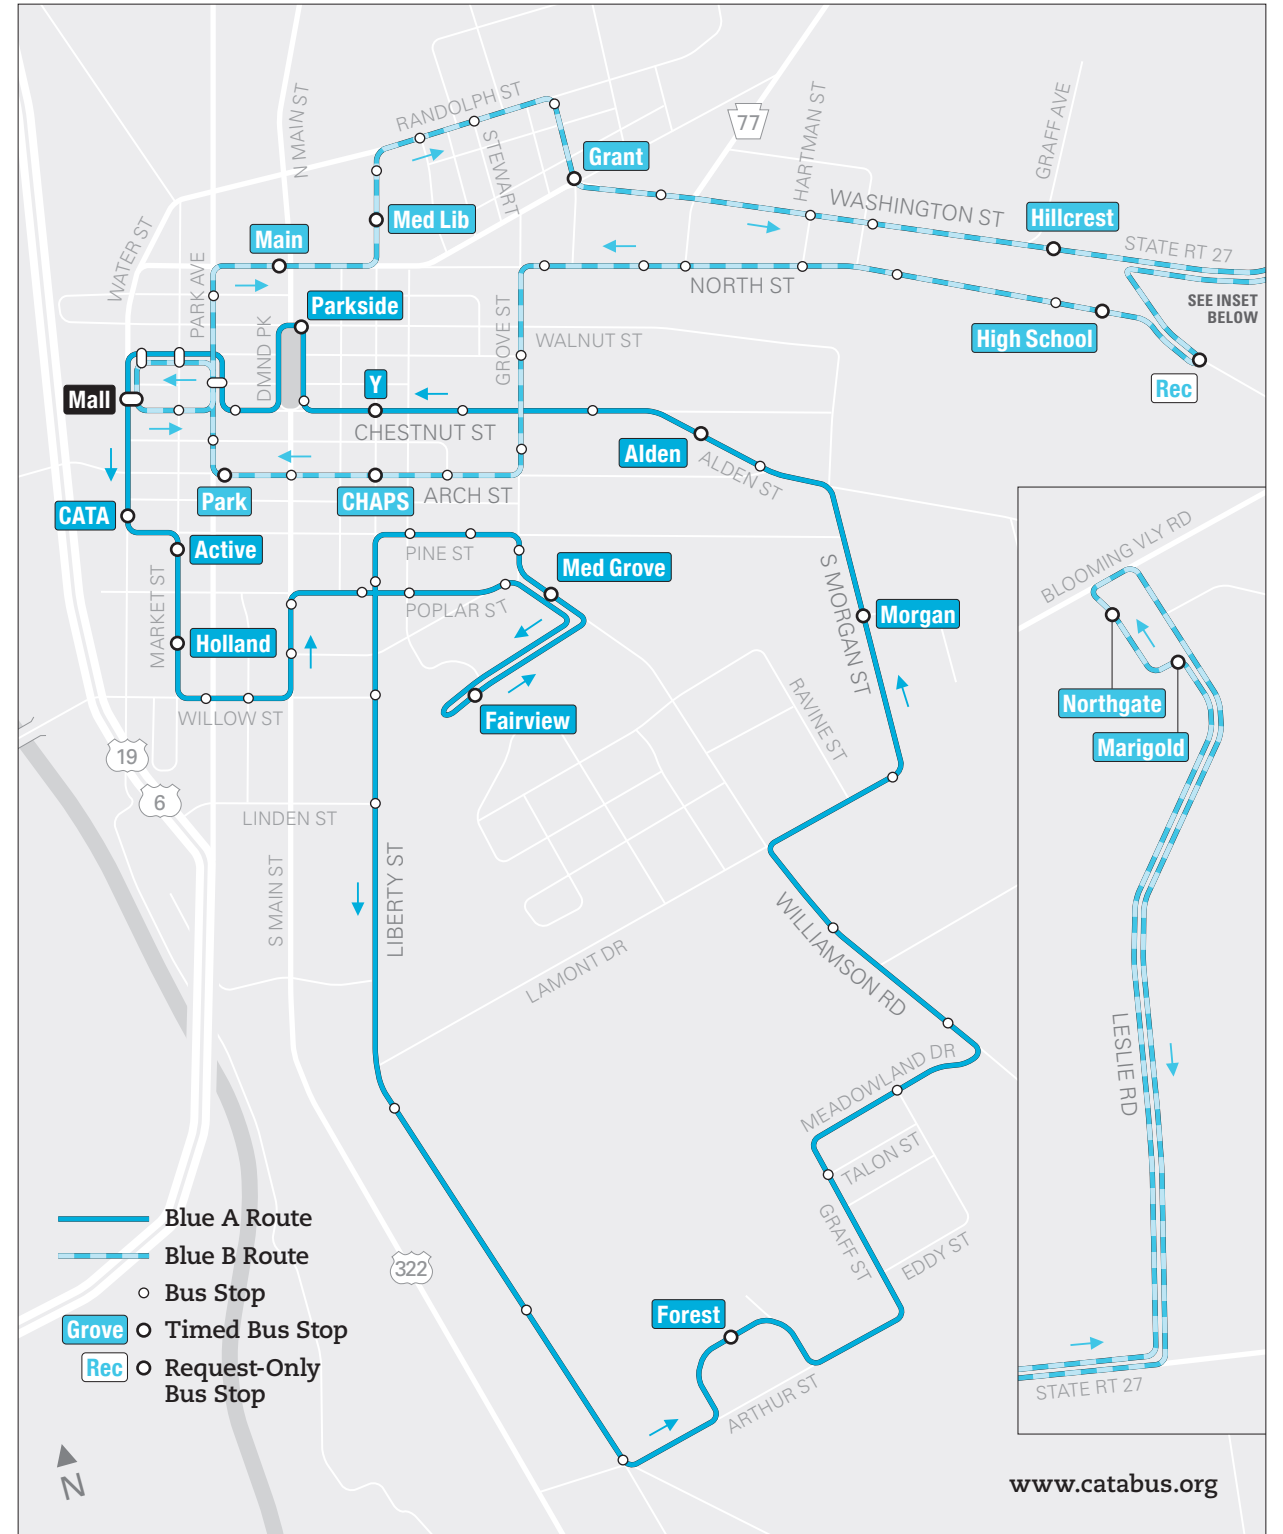 RANDOLPH ST
STEWART
N MAIN ST
77
HARTMAN ST
GRAFF AVE
Grant
WASHINGTON ST
Hillcrest
STATE RT 27
Med Lib
Main
WATER ST
PARK AVE
NORTH ST
SEE INSET
BELOW
Parkside
DMND PK
GROVE ST
WALNUT ST
High School
Rec
Mall
Y
CHESTNUT ST
Alden
ALDEN ST
Park
CHAPS
ARCH ST
CATA
Active
PINE ST
Med Grove
POPLAR ST
MARKET ST
Holland
S MORGAN ST
Morgan
WILLOW ST
Fairview
RAVINE ST
19
6
LINDEN ST
S MAIN ST
LIBERTY ST
LAMONT DR
WILLIAMSON RD
MEADOWLAND DR
TALON ST
GRAFF ST
EDDY ST
322
Forest
ARTHUR ST
BLOOMING VLY RD
Northgate
Marigold
LESLIE RD
STATE RT 27
Blue A Route
Blue B Route
Bus Stop
Grove Timed Bus Stop
Rec Request-Only
Bus Stop
N
www.catabus.org